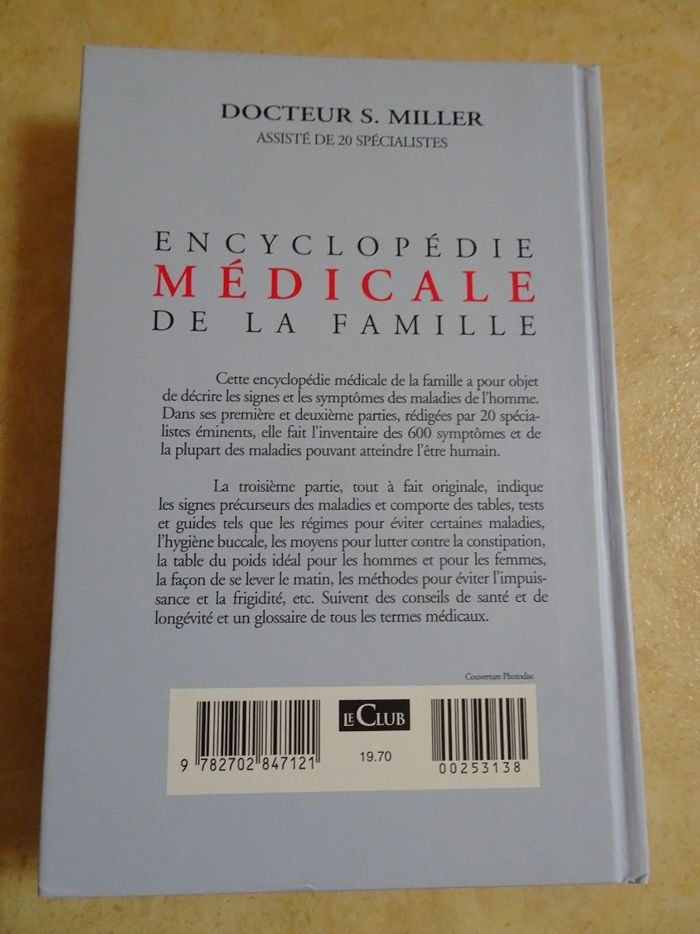 DOCTEUR S. MILLER
ASSISTÉ DE 20 SPÉCIALISTES
ENCYCLOPÉDIE
MÉDICALE
DE LA FAMILLE
Cette encyclopédie médicale de la famille a pour objet
de décrire les signes et les symptômes des maladies de l'homme.
Dans ses première et deuxième parties, rédigées par 20 spécia-
listes éminents, elle fait l'inventaire des 600 symptômes et de
la plupart des maladies pouvant atteindre l'être humain.
La troisième partie, tout à fait originale, indique
les signes précurseurs des maladies et comporte des tables, tests
et guides tels que les régimes pour éviter certaines maladies,
l'hygiène buccale, les moyens pour lutter contre la constipation,
la table du poids idéal pour les hommes et pour les femmes,
la façon de se lever le matin, les méthodes pour éviter l'impuis-
sance et la frigidité, etc. Suivent des conseils de santé et de
longévité et un glossaire de tous les termes médicaux.
Couverture Photodisc
LE CLUB
9 782702 847121
19.70
00253138